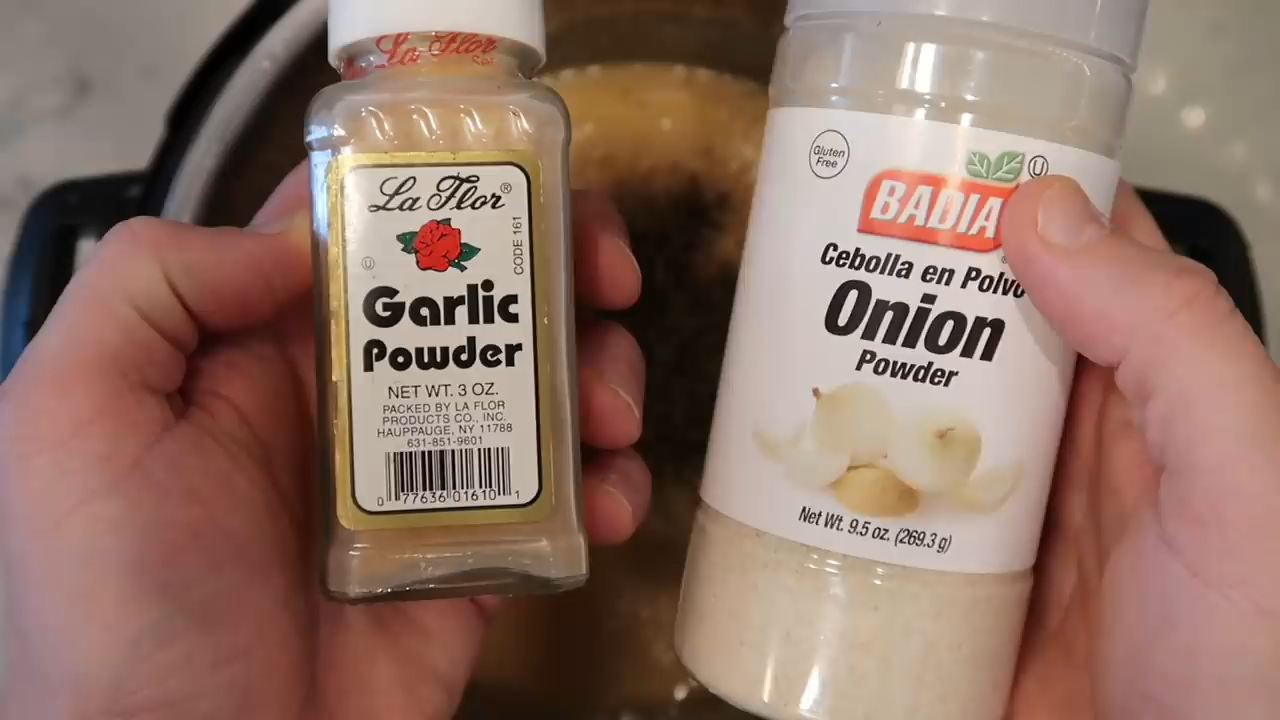 La Flor
La Flor®
CODE 161
U
Garlic
Powder
NET WT. 3 OZ.
PACKED BY LA FLOR
PRODUCTS CO., INC.
HAUPPAUGE, NY 11788
631-851-9601
0 77636 01610 1
Gluten
Free
U
BADIA
Cebolla en Polvo
Onion
Powder
Net Wt. 9.5 oz. (269.3 g)